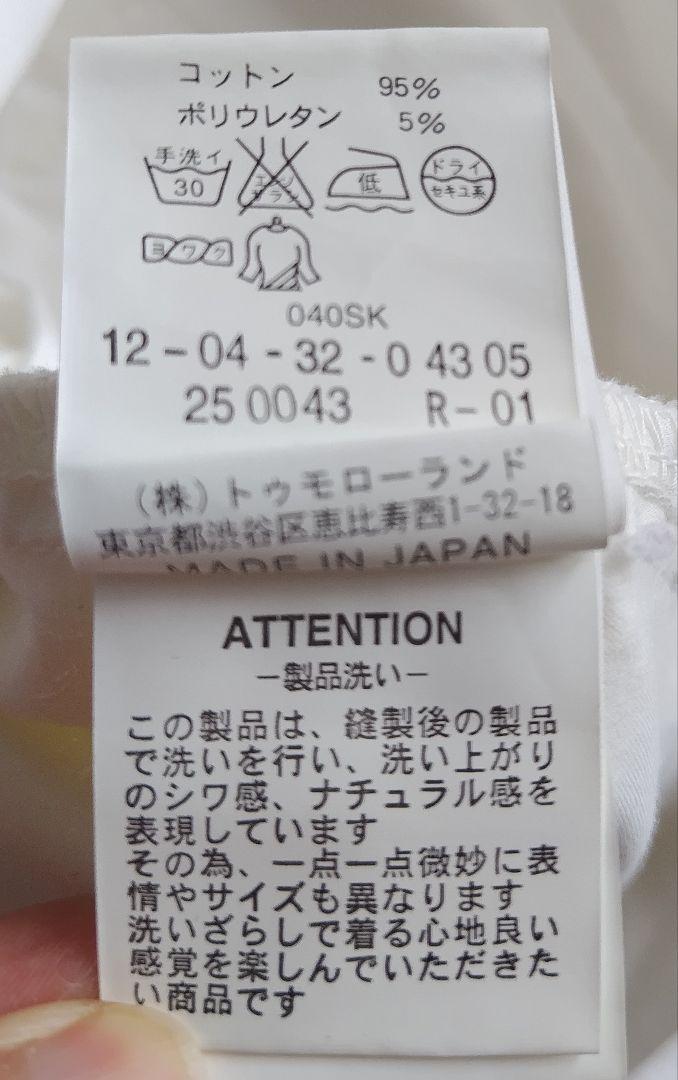 コットン 95%
ポリウレタン 5%
手洗イ 30 エンソサラシ 低 ドライ セキユ系
ヨワク
040SK
12-04-32-04305
250043 R-01
(株)トゥモローランド
東京都渋谷区恵比寿西1-32-18
MADE IN JAPAN
ATTENTION
-製品洗い-
この製品は、縫製後の製品
で洗いを行い、洗い上がり
のシワ感、ナチュラル感を
表現しています
その為、一点一点微妙に表
情やサイズも異なります
洗いざらしで着る心地良い
感覚を楽しんでいただきた
い商品です